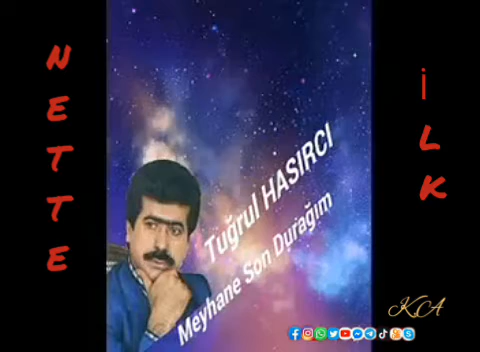 NETTE
İLK
Tuğrul HASIRCI
Meyhane Son Durağım
KA